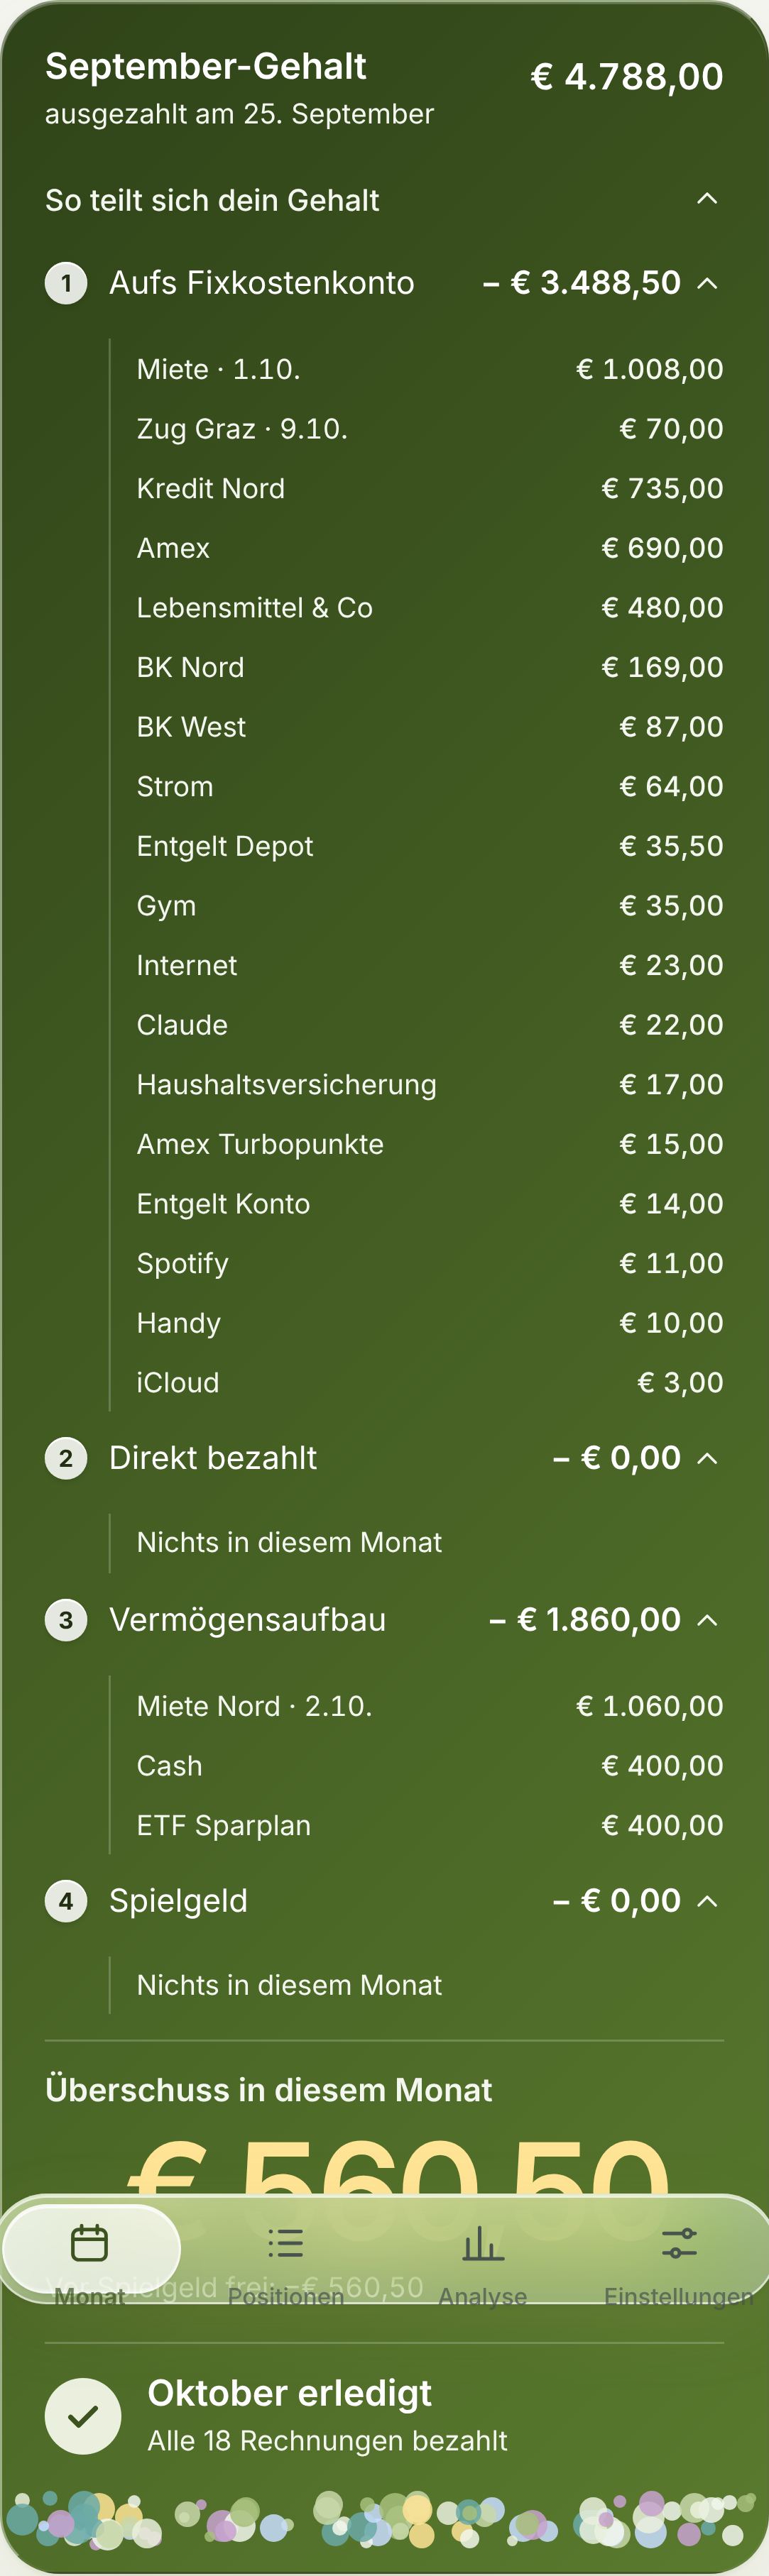 September-Gehalt
€ 4.788,00
ausgezahlt am 25. September
So teilt sich dein Gehalt
1 Aufs Fixkostenkonto – € 3.488,50
Miete · 1.10. € 1.008,00
Zug Graz · 9.10. € 70,00
Kredit Nord € 735,00
Amex € 690,00
Lebensmittel & Co € 480,00
BK Nord € 169,00
BK West € 87,00
Strom € 64,00
Entgelt Depot € 35,50
Gym € 35,00
Internet € 23,00
Claude € 22,00
Haushaltsversicherung € 17,00
Amex Turbopunkte € 15,00
Entgelt Konto € 14,00
Spotify € 11,00
Handy € 10,00
iCloud € 3,00
2 Direkt bezahlt – € 0,00
Nichts in diesem Monat
3 Vermögensaufbau – € 1.860,00
Miete Nord · 2.10. € 1.060,00
Cash € 400,00
ETF Sparplan € 400,00
4 Spielgeld – € 0,00
Nichts in diesem Monat
Überschuss in diesem Monat
€ 560,50
Vor Spielgeld frei: –€ 560,50
Monat Positionen Analyse Einstellungen
Oktober erledigt
Alle 18 Rechnungen bezahlt